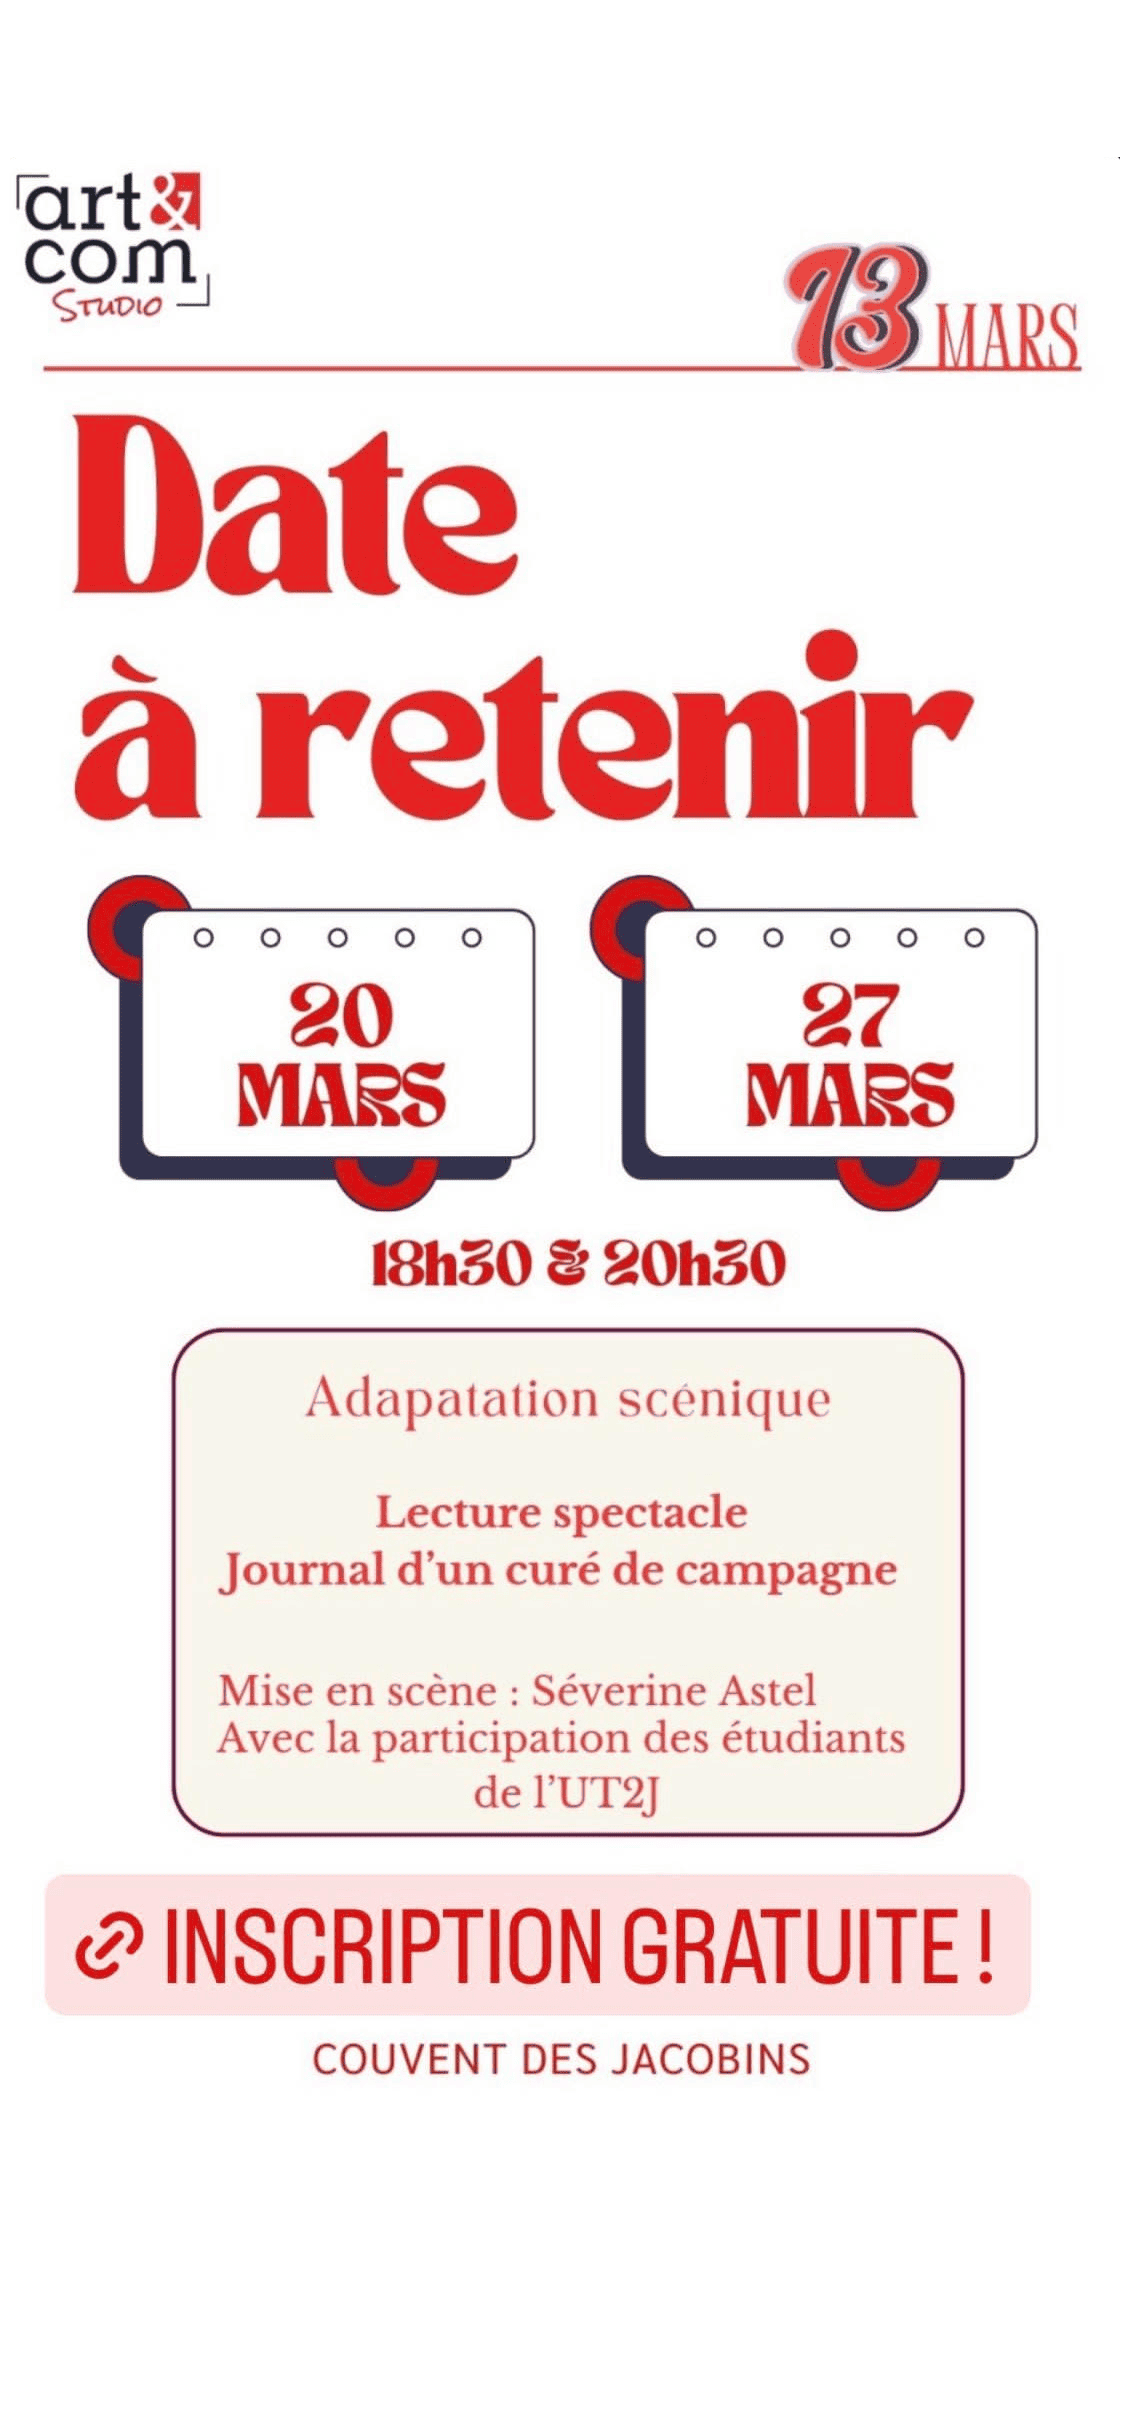 art&
com
STUDIO
13 MARS
Date
à retenir
20
MARS
27
MARS
18h30 & 20h30
Adapatation scénique
Lecture spectacle
Journal d’un curé de campagne
Mise en scène : Séverine Astel
Avec la participation des étudiants
de l’UT2J
INSCRIPTION GRATUITE !
COUVENT DES JACOBINS